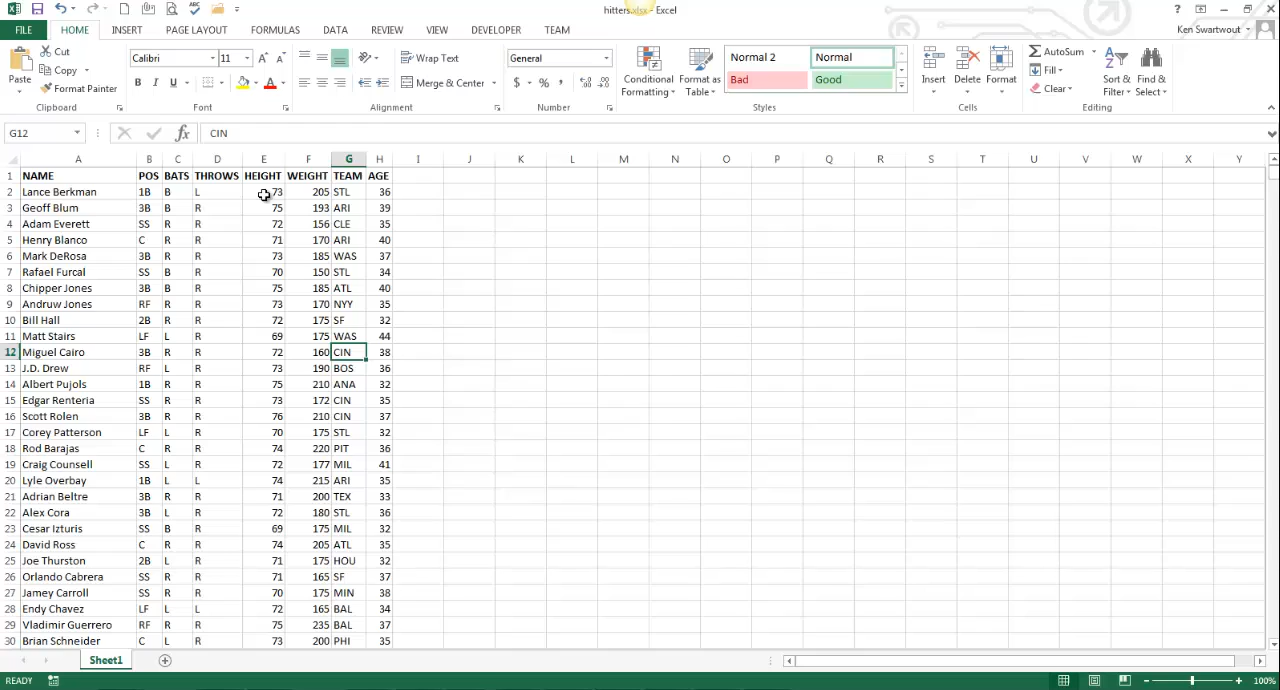 hitters.xlsx - Excel
FILE HOME INSERT PAGE LAYOUT FORMULAS DATA REVIEW VIEW DEVELOPER TEAM Ken Swartwout
Paste
Cut
Copy
Format Painter
Clipboard
Calibri 11
B I U
Font
Wrap Text
Merge & Center
Alignment
General
$ % ,
Number
Conditional Formatting
Format as Table
Normal 2 Normal
Bad Good
Styles
Insert Delete Format
Cells
AutoSum
Fill
Clear
Sort & Filter
Find & Select
Editing
G12 fx CIN
A B C D E F G H I J K L M N O P Q R S T U V W X Y
1 NAME POS BATS THROWS HEIGHT WEIGHT TEAM AGE
2 Lance Berkman 1B B L 73 205 STL 36
3 Geoff Blum 3B B R 75 193 ARI 39
4 Adam Everett SS R R 72 156 CLE 35
5 Henry Blanco C R R 71 170 ARI 40
6 Mark DeRosa 3B R R 73 185 WAS 37
7 Rafael Furcal SS B R 70 150 STL 34
8 Chipper Jones 3B B R 75 185 ATL 40
9 Andruw Jones RF R R 73 170 NYY 35
10 Bill Hall 2B R R 72 175 SF 32
11 Matt Stairs LF L R 69 175 WAS 44
12 Miguel Cairo 3B R R 72 160 CIN 38
13 J.D. Drew RF L R 73 190 BOS 36
14 Albert Pujols 1B R R 75 210 ANA 32
15 Edgar Renteria SS R R 73 172 CIN 35
16 Scott Rolen 3B R R 76 210 CIN 37
17 Corey Patterson LF L R 70 175 STL 32
18 Rod Barajas C R R 74 220 PIT 36
19 Craig Counsell SS L R 72 177 MIL 41
20 Lyle Overbay 1B L L 74 215 ARI 35
21 Adrian Beltre 3B R R 71 200 TEX 33
22 Alex Cora 3B L R 72 180 STL 36
23 Cesar Izturis SS B R 69 175 MIL 32
24 David Ross C R R 74 205 ATL 35
25 Joe Thurston 2B L R 71 175 HOU 32
26 Orlando Cabrera SS R R 71 165 SF 37
27 Jamey Carroll SS R R 70 175 MIN 38
28 Endy Chavez LF L L 72 165 BAL 34
29 Vladimir Guerrero RF R R 75 235 BAL 37
30 Brian Schneider C L R 73 200 PHI 35
Sheet1
READY 100%